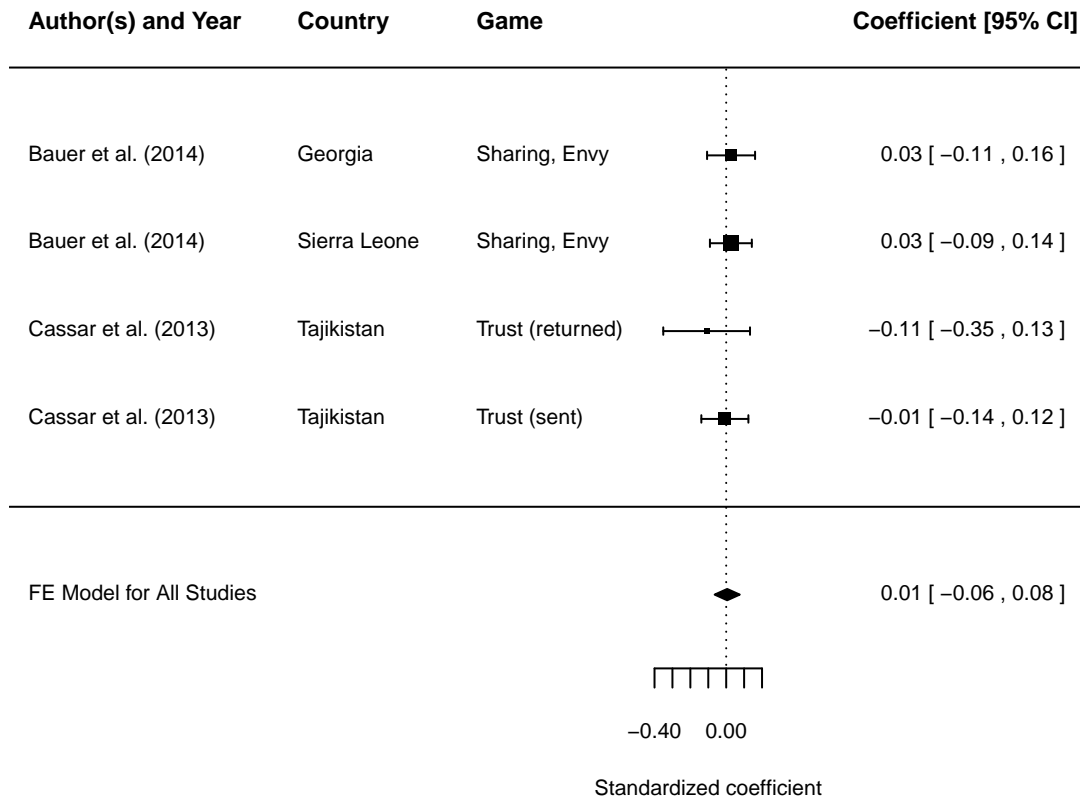 Author(s) and Year Country Game Coefficient [95% CI]
Bauer et al. (2014) Georgia Sharing, Envy 0.03 [ −0.11 , 0.16 ]
Bauer et al. (2014) Sierra Leone Sharing, Envy 0.03 [ −0.09 , 0.14 ]
Cassar et al. (2013) Tajikistan Trust (returned) −0.11 [ −0.35 , 0.13 ]
Cassar et al. (2013) Tajikistan Trust (sent) −0.01 [ −0.14 , 0.12 ]
FE Model for All Studies 0.01 [ −0.06 , 0.08 ]
−0.40 0.00
Standardized coefficient